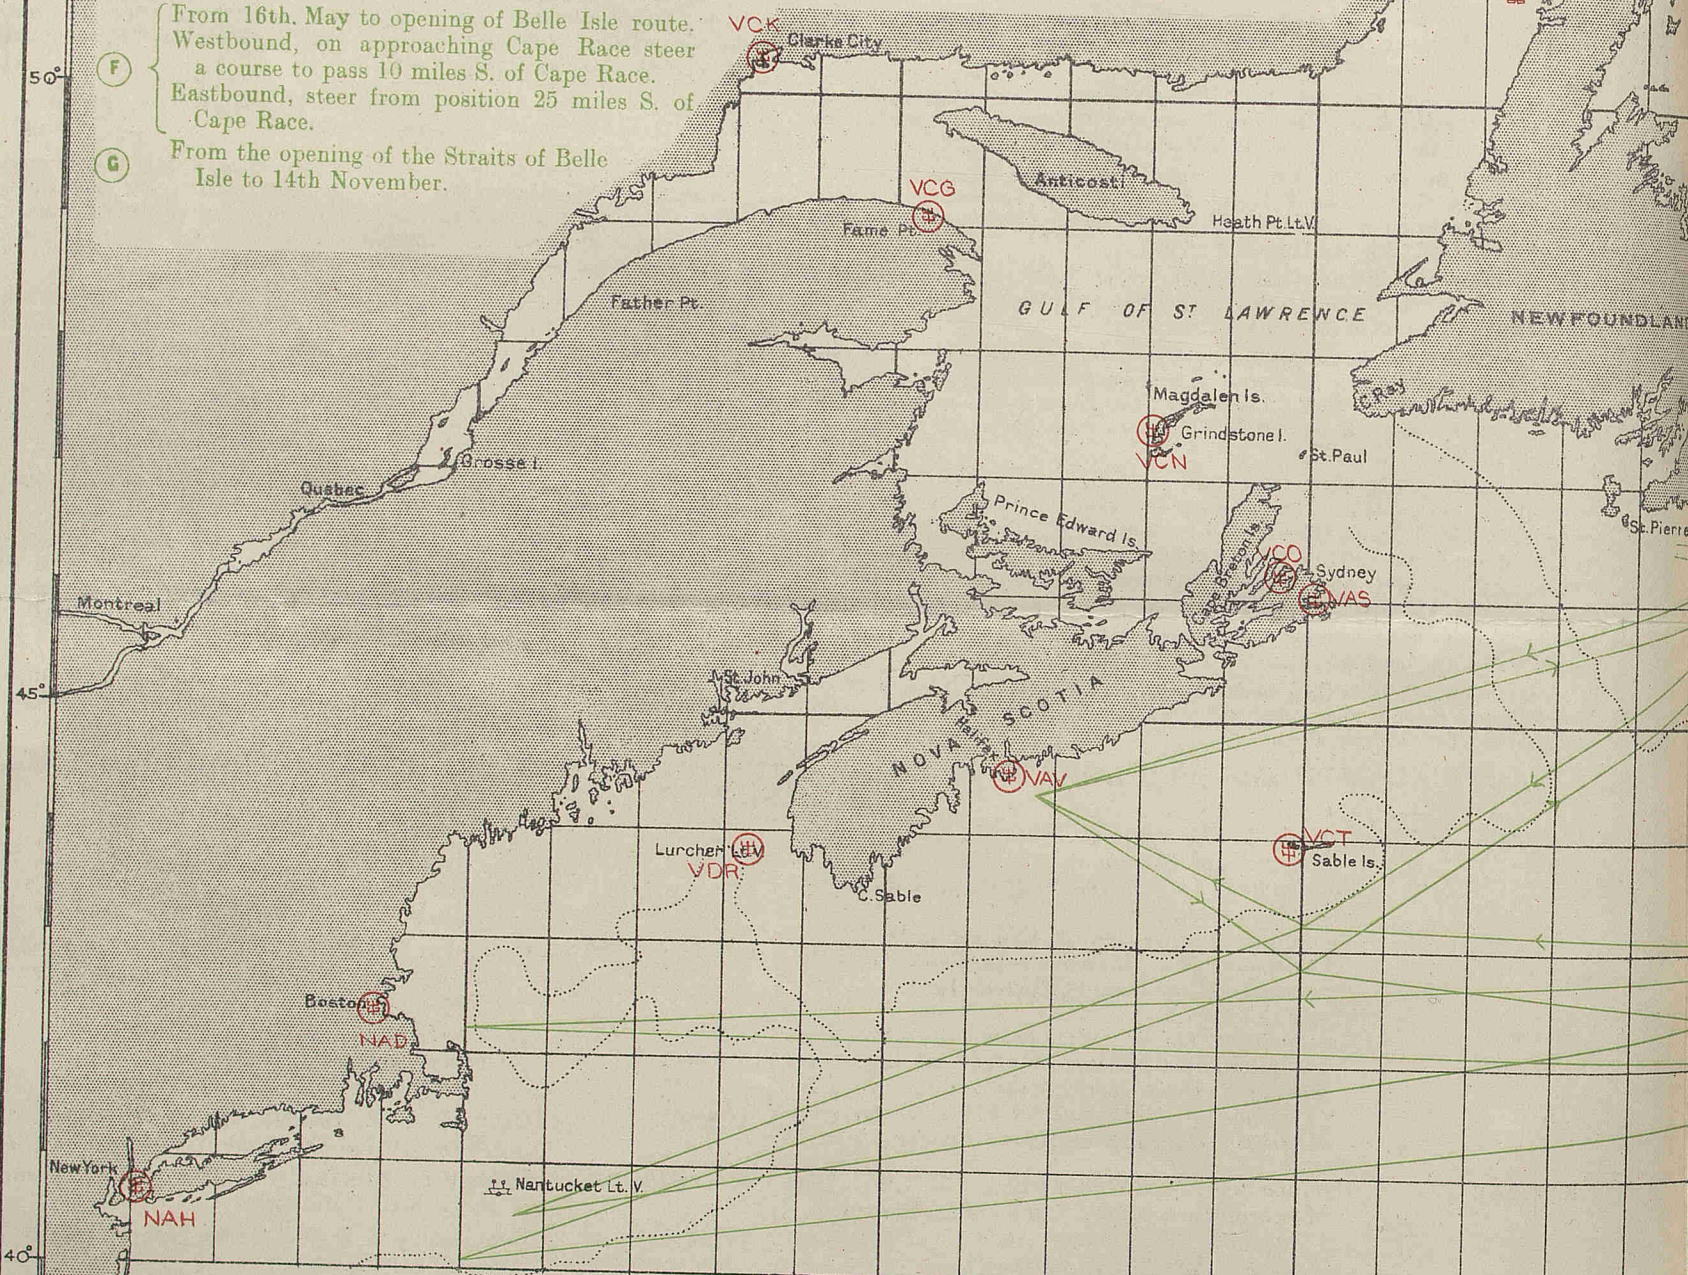 F
From 16th. May to opening of Belle Isle route.
Westbound, on approaching Cape Race steer
a course to pass 10 miles S. of Cape Race.
Eastbound, steer from position 25 miles S. of
Cape Race.
G
From the opening of the Straits of Belle
Isle to 14th November.
VCK
Clarke City
50°
VCG
Anticosti
Fame Pt.
Heath Pt. Lt. V.
Father Pt.
GULF OF ST LAWRENCE
NEWFOUNDLAN
Magdalen Is.
C. Ray
Grindstone I.
VCN
St. Paul
Grosse I.
Quebec
Prince Edward Is.
St. Pierre
Cape Breton Is.
VCO
Sydney
VAS
Montreal
45°
St. John
NOVA SCOTIA
Halifax
VAV
Lurcher Lt. V.
VDR
VCT
Sable Is.
C. Sable
Boston
NAD
New York
Nantucket Lt. V.
NAH
40°